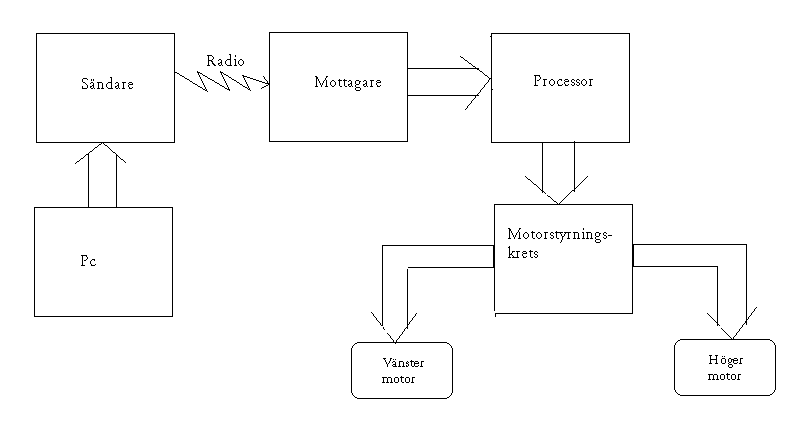 Radio
Sändare
Mottagare
Processor
Pc
Motorstyrnings-
krets
Vänster
motor
Höger
motor